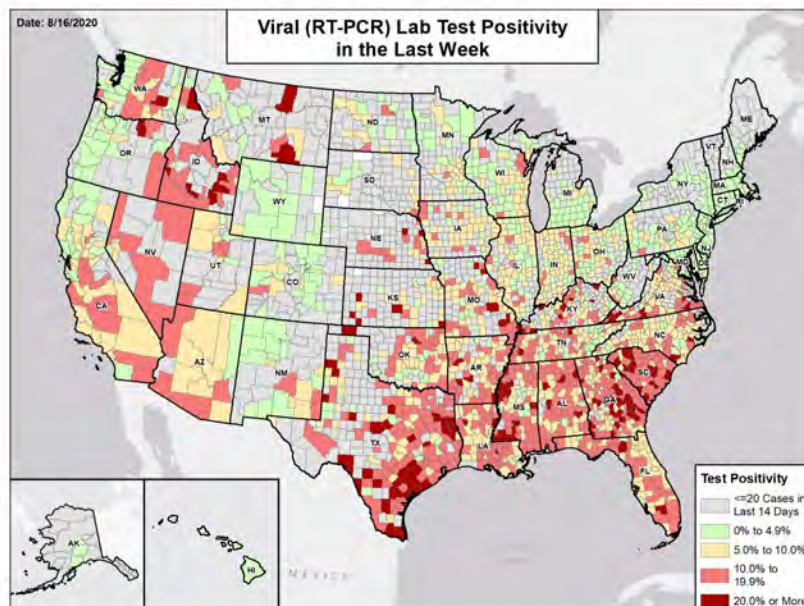 Date: 8/16/2020
Viral (RT-PCR) Lab Test Positivity
in the Last Week
WA
MT
ND
MN
ME
OR
ID
WY
SD
WI
MI
VT
NH
NY
MA
CT
RI
NV
UT
CO
NE
IA
IL
IN
OH
PA
NJ
MD
DE
WV
VA
CA
AZ
NM
KS
MO
KY
OK
AR
TN
NC
SC
TX
LA
MS
AL
GA
FL
AK
HI
MEXICO
Test Positivity
<=20 Cases in
Last 14 Days
0% to 4.9%
5.0% to 10.0%
10.0% to
19.9%
20.0% or More